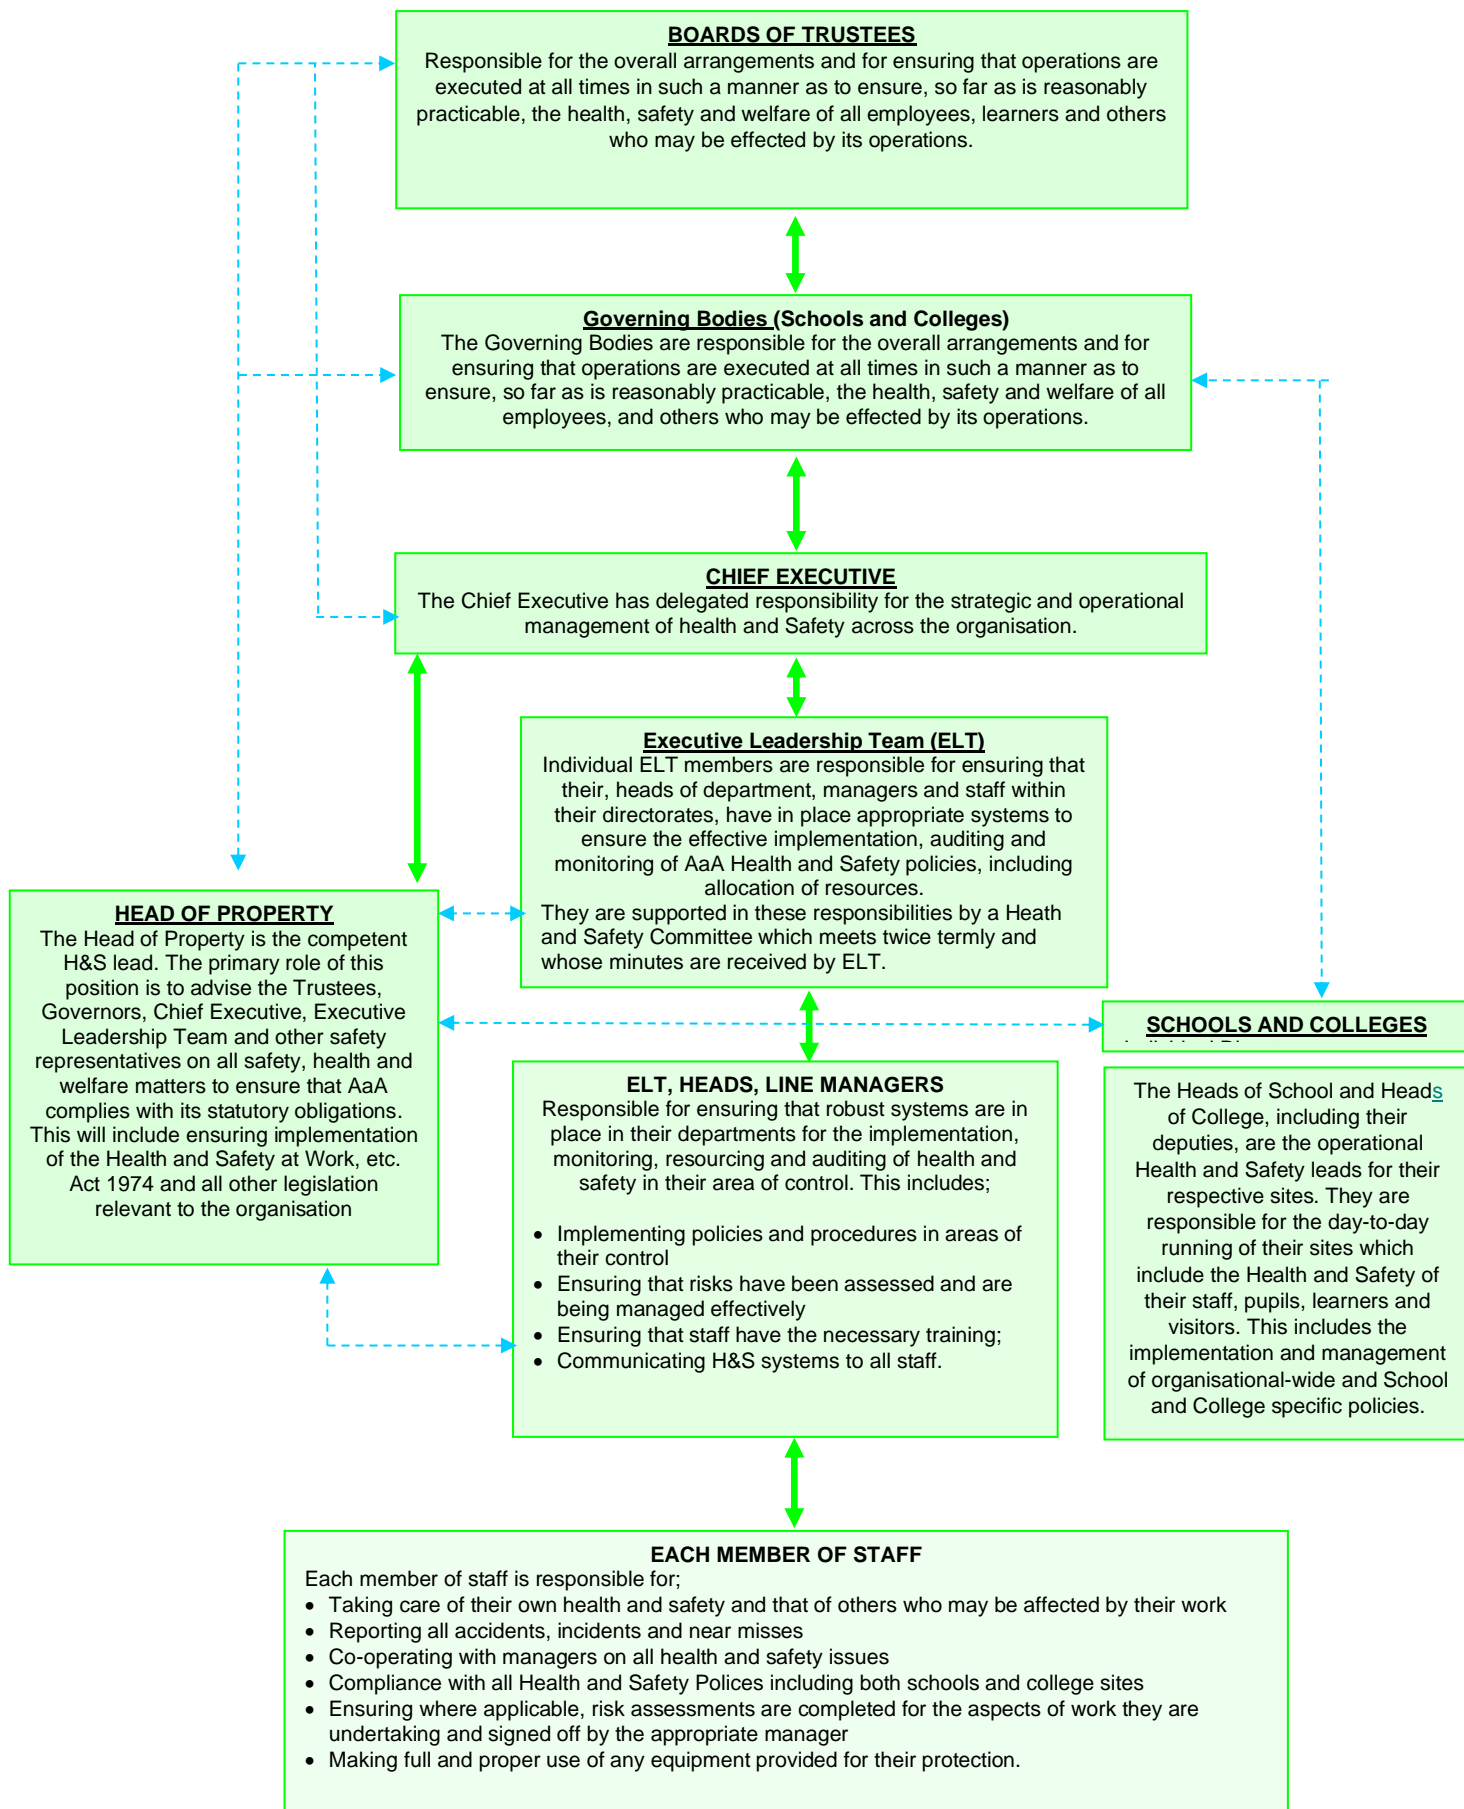 BOARDS OF TRUSTEES
Responsible for the overall arrangements and for ensuring that operations are
executed at all times in such a manner as to ensure, so far as is reasonably
practicable, the health, safety and welfare of all employees, learners and others
who may be effected by its operations.
Governing Bodies (Schools and Colleges)
The Governing Bodies are responsible for the overall arrangements and for
ensuring that operations are executed at all times in such a manner as to
ensure, so far as is reasonably practicable, the health, safety and welfare of all
employees, and others who may be effected by its operations.
CHIEF EXECUTIVE
The Chief Executive has delegated responsibility for the strategic and operational
management of health and Safety across the organisation.
Executive Leadership Team (ELT)
Individual ELT members are responsible for ensuring that
their, heads of department, managers and staff within
their directorates, have in place appropriate systems to
ensure the effective implementation, auditing and
monitoring of AaA Health and Safety policies, including
allocation of resources.
They are supported in these responsibilities by a Heath
and Safety Committee which meets twice termly and
whose minutes are received by ELT.
HEAD OF PROPERTY
The Head of Property is the competent
H&S lead. The primary role of this
position is to advise the Trustees,
Governors, Chief Executive, Executive
Leadership Team and other safety
representatives on all safety, health and
welfare matters to ensure that AaA
complies with its statutory obligations.
This will include ensuring implementation
of the Health and Safety at Work, etc.
Act 1974 and all other legislation
relevant to the organisation
SCHOOLS AND COLLEGES
The Heads of School and Heads
of College, including their
deputies, are the operational
Health and Safety leads for their
respective sites. They are
responsible for the day-to-day
running of their sites which
include the Health and Safety of
their staff, pupils, learners and
visitors. This includes the
implementation and management
of organisational-wide and School
and College specific policies.
ELT, HEADS, LINE MANAGERS
Responsible for ensuring that robust systems are in
place in their departments for the implementation,
monitoring, resourcing and auditing of health and
safety in their area of control. This includes;
• Implementing policies and procedures in areas of
their control
• Ensuring that risks have been assessed and are
being managed effectively
• Ensuring that staff have the necessary training;
• Communicating H&S systems to all staff.
EACH MEMBER OF STAFF
Each member of staff is responsible for;
• Taking care of their own health and safety and that of others who may be affected by their work
• Reporting all accidents, incidents and near misses
• Co-operating with managers on all health and safety issues
• Compliance with all Health and Safety Polices including both schools and college sites
• Ensuring where applicable, risk assessments are completed for the aspects of work they are
undertaking and signed off by the appropriate manager
• Making full and proper use of any equipment provided for their protection.